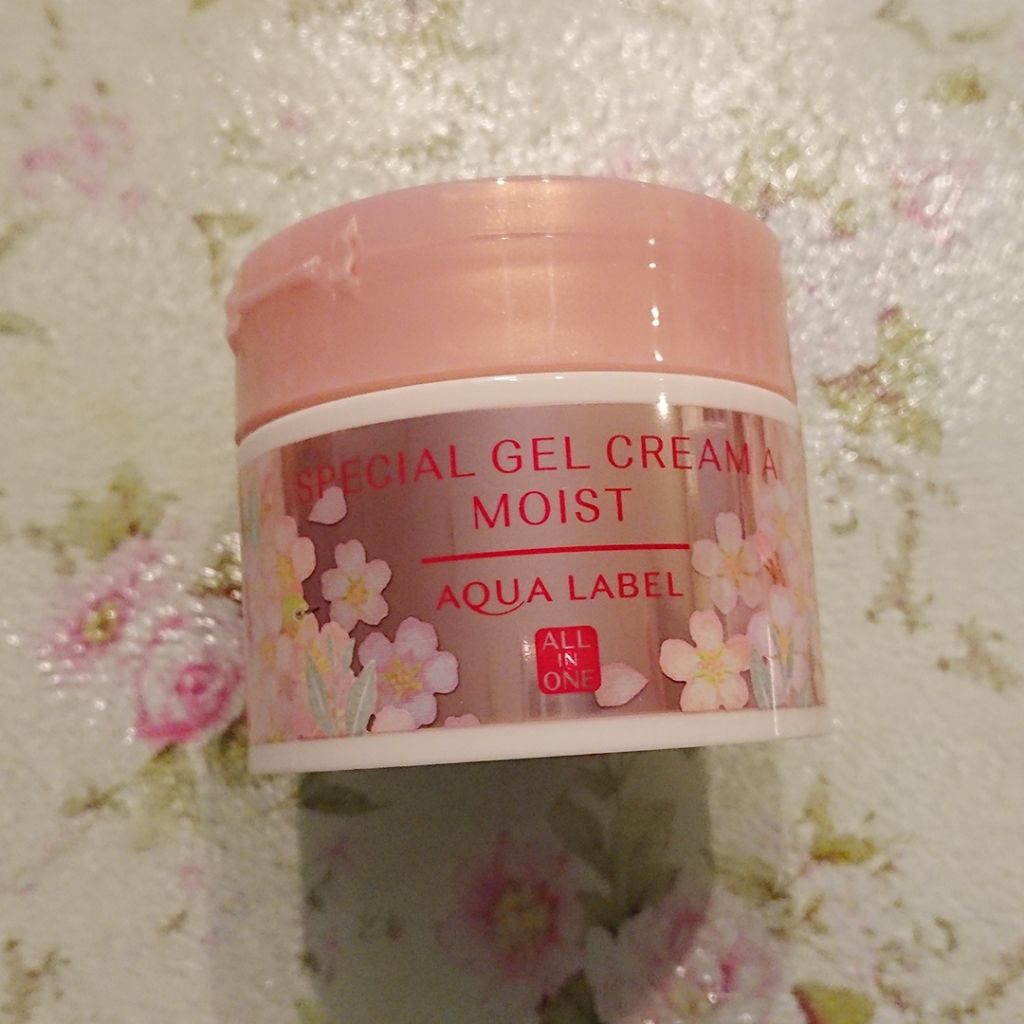 SPECIAL GEL CREAM A
MOIST
AQUA LABEL
ALL
IN
ONE